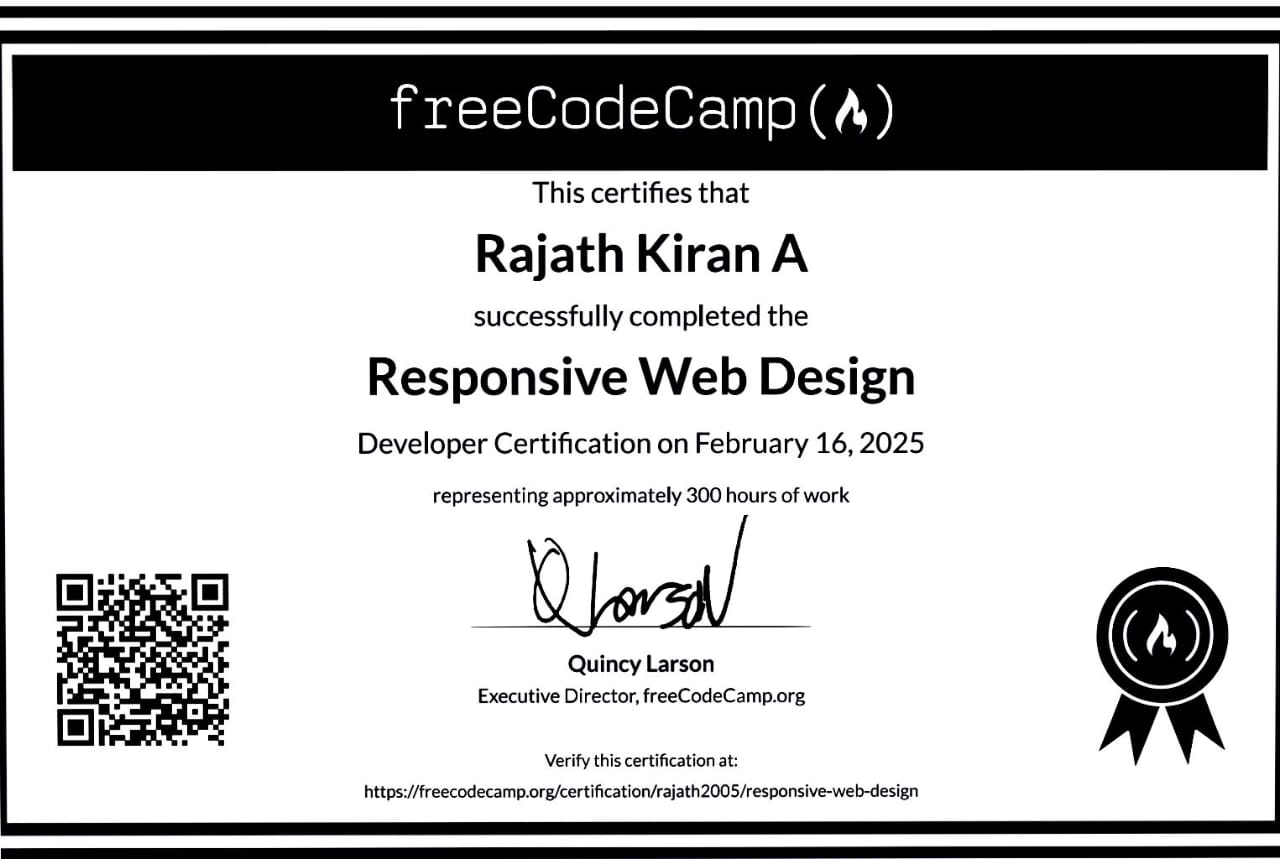 freeCodeCamp(🔥)
This certifies that
Rajath Kiran A
successfully completed the
Responsive Web Design
Developer Certification on February 16, 2025
representing approximately 300 hours of work
Q Larson
Quincy Larson
Executive Director, freeCodeCamp.org
Verify this certification at:
https://freecodecamp.org/certification/rajath2005/responsive-web-design